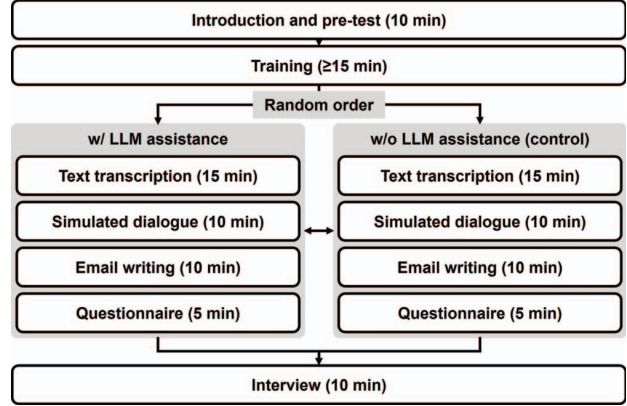 Introduction and pre-test (10 min)
Training (≥15 min)
Random order
w/ LLM assistance
Text transcription (15 min)
Simulated dialogue (10 min)
Email writing (10 min)
Questionnaire (5 min)
w/o LLM assistance (control)
Text transcription (15 min)
Simulated dialogue (10 min)
Email writing (10 min)
Questionnaire (5 min)
Interview (10 min)